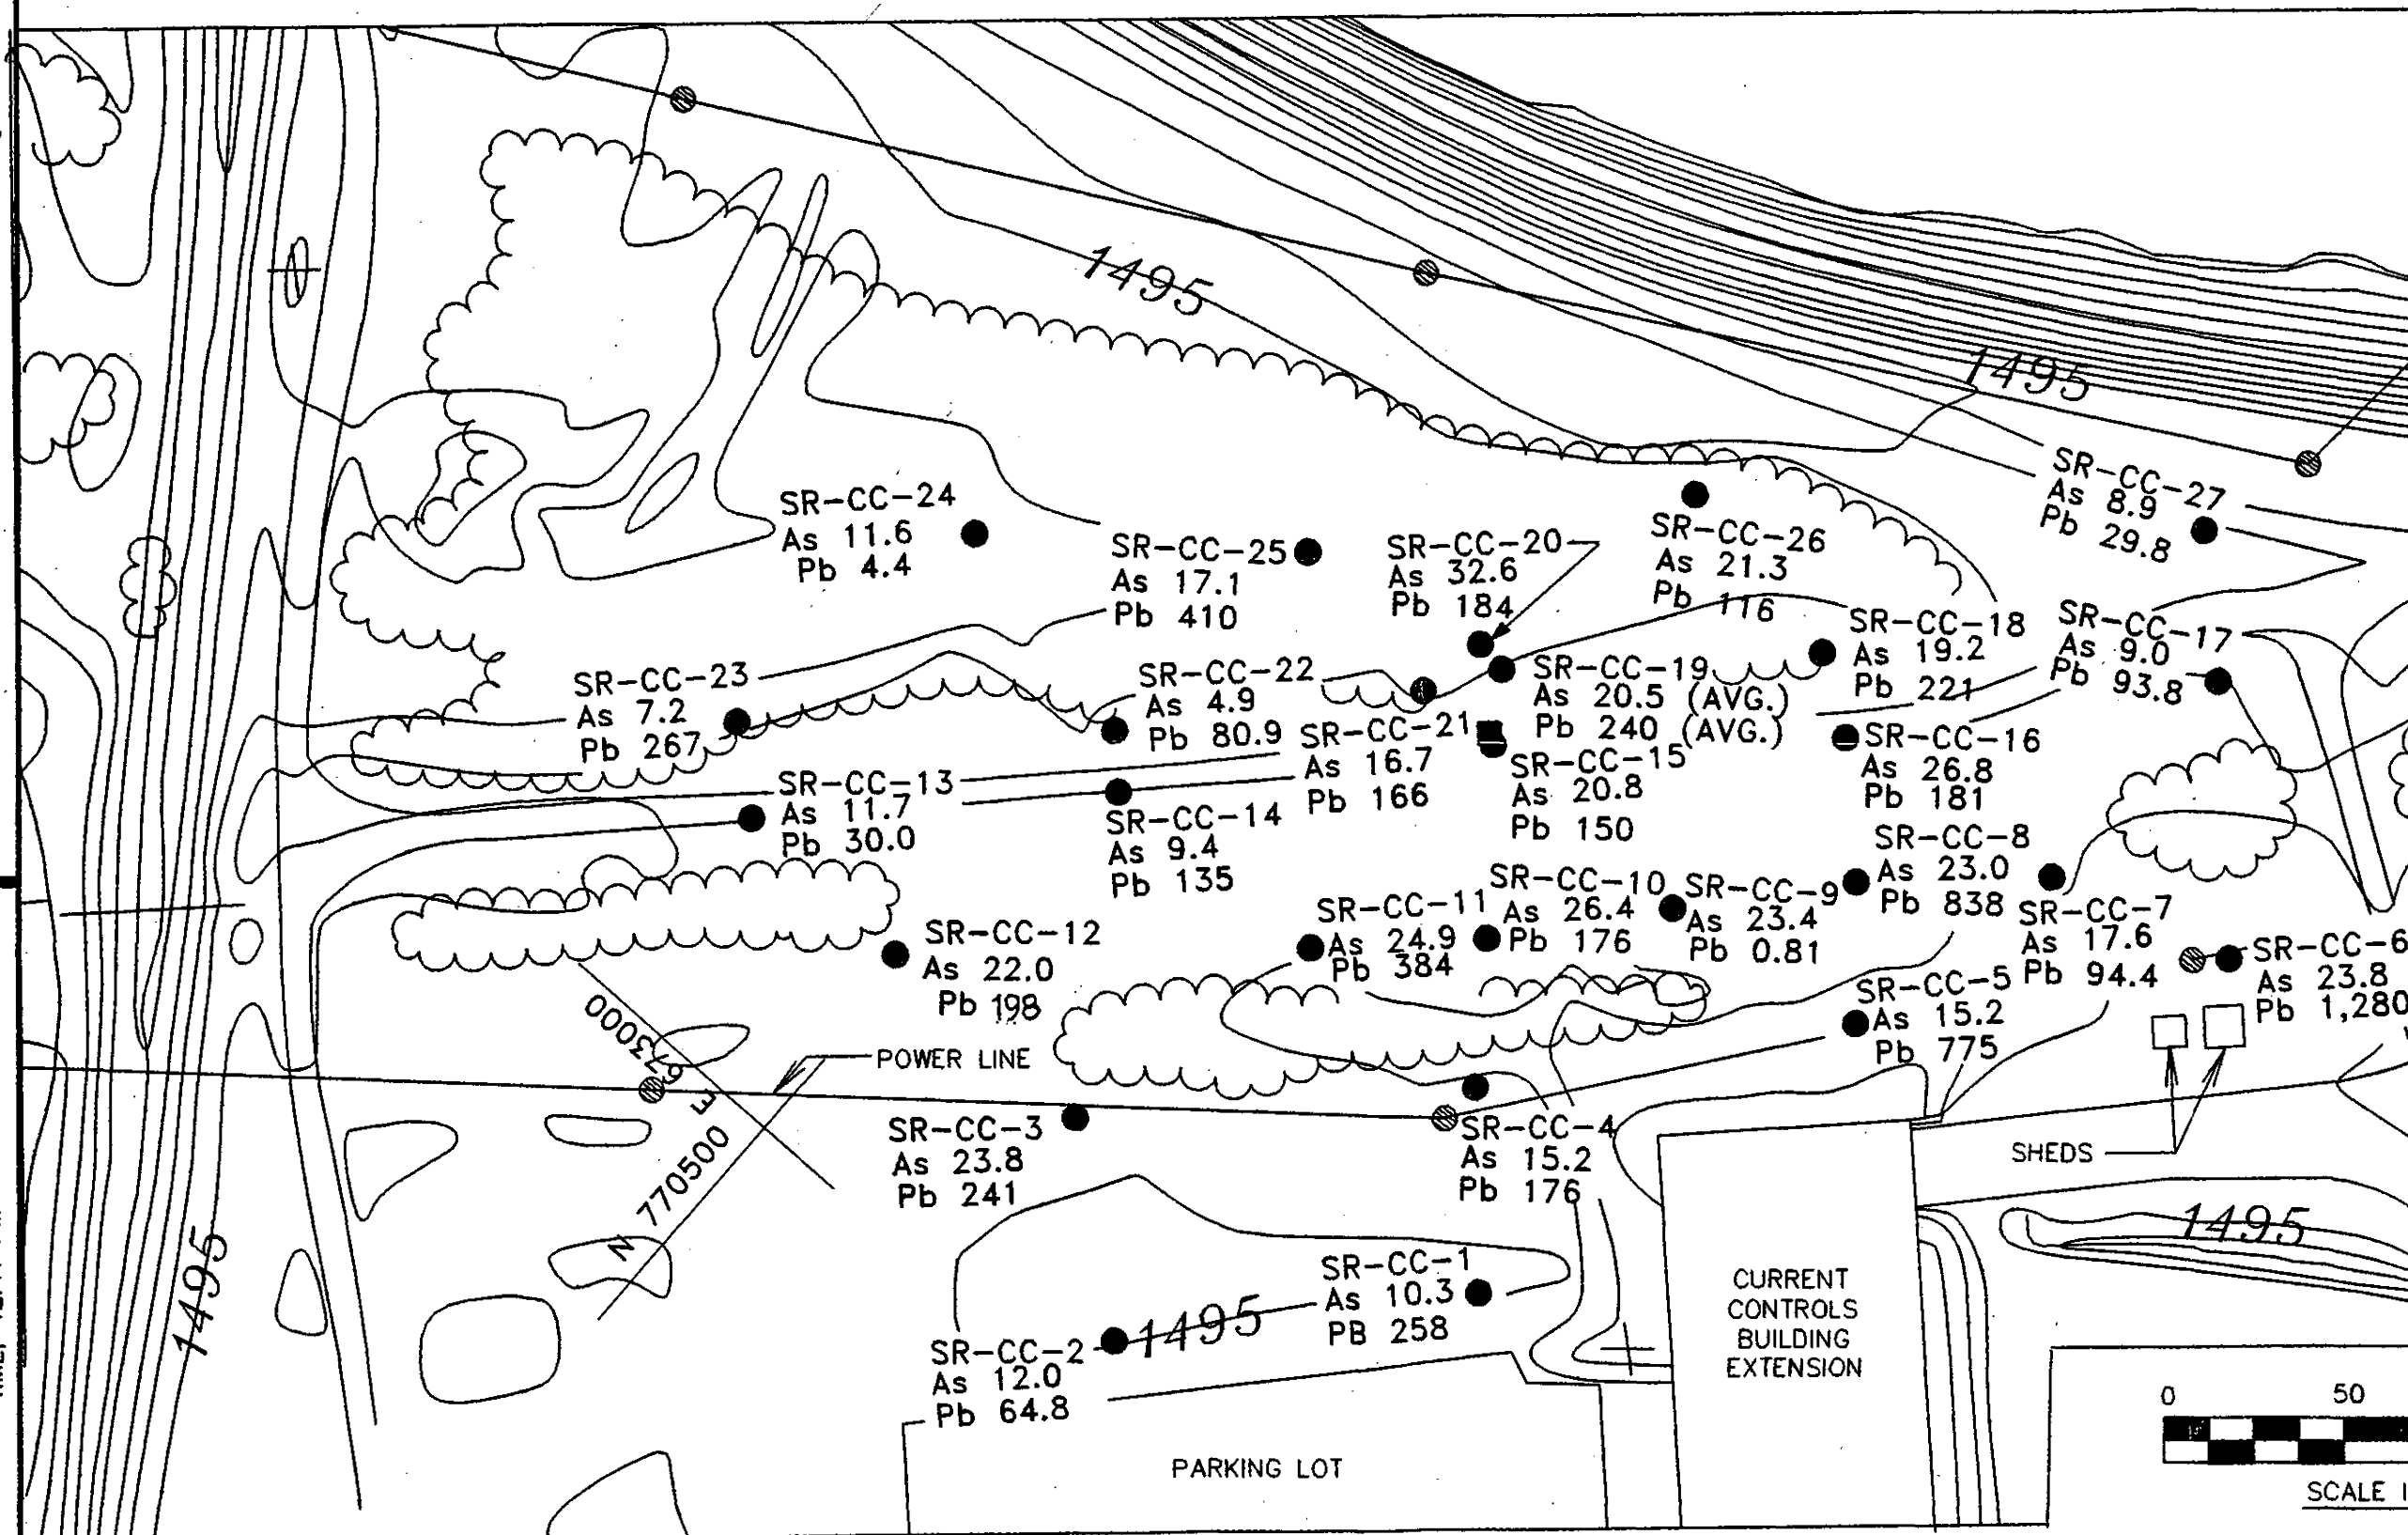 1495
1495
SR-CC-27
As 8.9
Pb 29.8
SR-CC-24
As 11.6
Pb 4.4
SR-CC-25
As 17.1
Pb 410
SR-CC-20
As 32.6
Pb 184
SR-CC-26
As 21.3
Pb 116
SR-CC-18
As 19.2
Pb 221
SR-CC-17
As 9.0
Pb 93.8
SR-CC-23
As 7.2
Pb 267
SR-CC-22
As 4.9
Pb 80.9
SR-CC-19
As 20.5 (AVG.)
Pb 240 (AVG.)
SR-CC-21
As 16.7
Pb 166
SR-CC-15
As 20.8
Pb 150
SR-CC-16
As 26.8
Pb 181
SR-CC-13
As 11.7
Pb 30.0
SR-CC-14
As 9.4
Pb 135
SR-CC-8
As 23.0
Pb 838
SR-CC-10
As 26.4
Pb 176
SR-CC-9
As 23.4
Pb 0.81
SR-CC-11
As 24.9
Pb 384
SR-CC-7
As 17.6
Pb 94.4
SR-CC-12
As 22.0
Pb 198
SR-CC-6
As 23.8
Pb 1,280
SR-CC-5
As 15.2
Pb 775
E 673000
POWER LINE
N 770500
SR-CC-3
As 23.8
Pb 241
SR-CC-4
As 15.2
Pb 176
SHEDS
1495
1495
SR-CC-1
As 10.3
PB 258
1495
SR-CC-2
As 12.0
Pb 64.8
CURRENT
CONTROLS
BUILDING
EXTENSION
PARKING LOT
0 50
SCALE